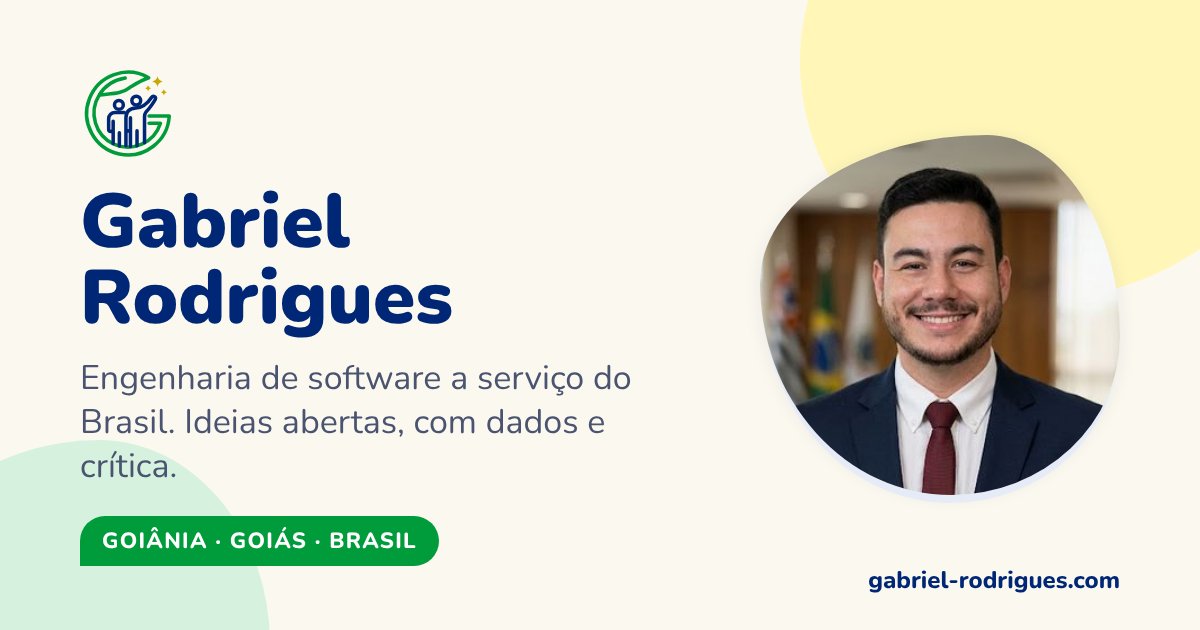 Gabriel
Rodrigues
Engenharia de software a serviço do
Brasil. Ideias abertas, com dados e
crítica.
GOIÂNIA · GOIÁS · BRASIL
gabriel-rodrigues.com